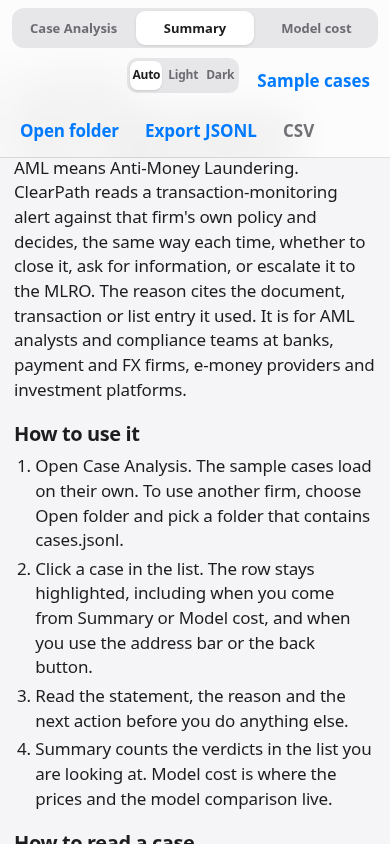 Case Analysis Summary Model cost
Auto Light Dark Sample cases
Open folder Export JSONL CSV
AML means Anti-Money Laundering.
ClearPath reads a transaction-monitoring
alert against that firm's own policy and
decides, the same way each time, whether to
close it, ask for information, or escalate it to
the MLRO. The reason cites the document,
transaction or list entry it used. It is for AML
analysts and compliance teams at banks,
payment and FX firms, e-money providers and
investment platforms.
How to use it
1. Open Case Analysis. The sample cases load
on their own. To use another firm, choose
Open folder and pick a folder that contains
cases.jsonl.
2. Click a case in the list. The row stays
highlighted, including when you come
from Summary or Model cost, and when
you use the address bar or the back
button.
3. Read the statement, the reason and the
next action before you do anything else.
4. Summary counts the verdicts in the list you
are looking at. Model cost is where the
prices and the model comparison live.
How to read a case